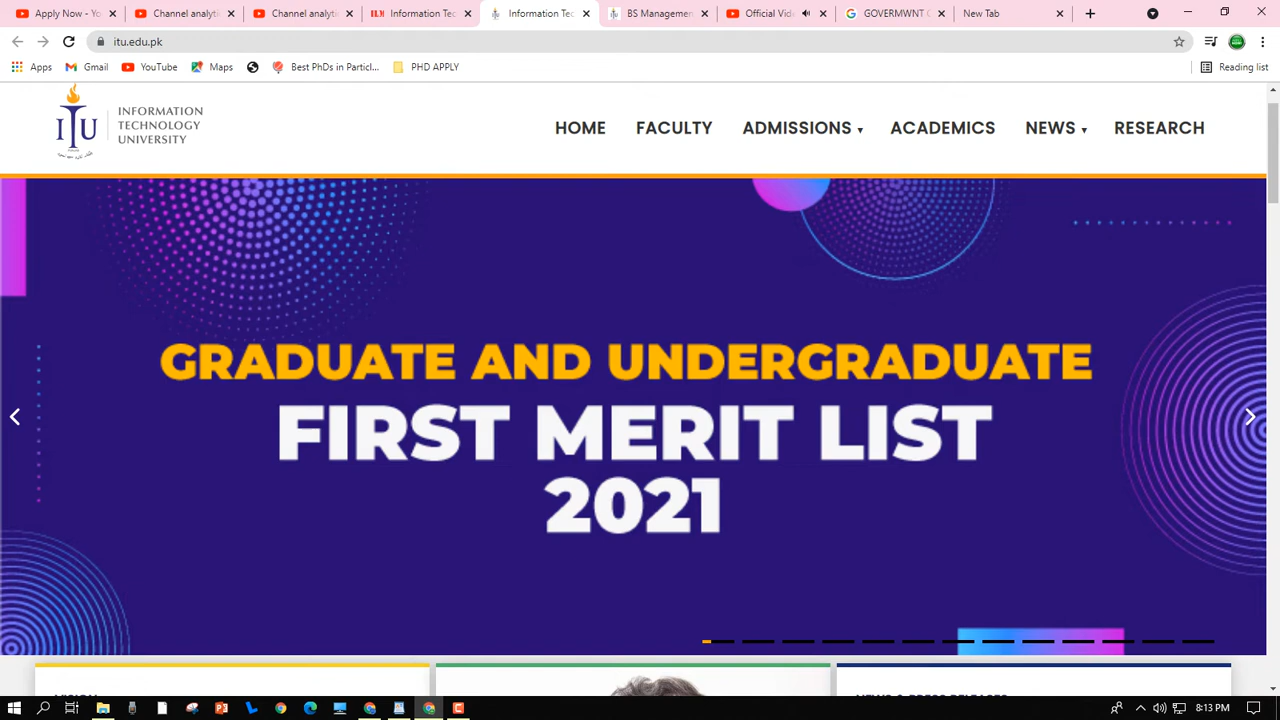 Apply Now - Yo
Channel analyti
Channel analyti
Information Tec
Information Tec
BS Managemen
Official Vid
GOVERMWNT C
New Tab
itu.edu.pk
Apps
Gmail
YouTube
Maps
Best PhDs in Particl...
PHD APPLY
Reading list
ITU
INFORMATION
TECHNOLOGY
UNIVERSITY
HOME
FACULTY
ADMISSIONS
ACADEMICS
NEWS
RESEARCH
GRADUATE AND UNDERGRADUATE
FIRST MERIT LIST
2021
8:13 PM